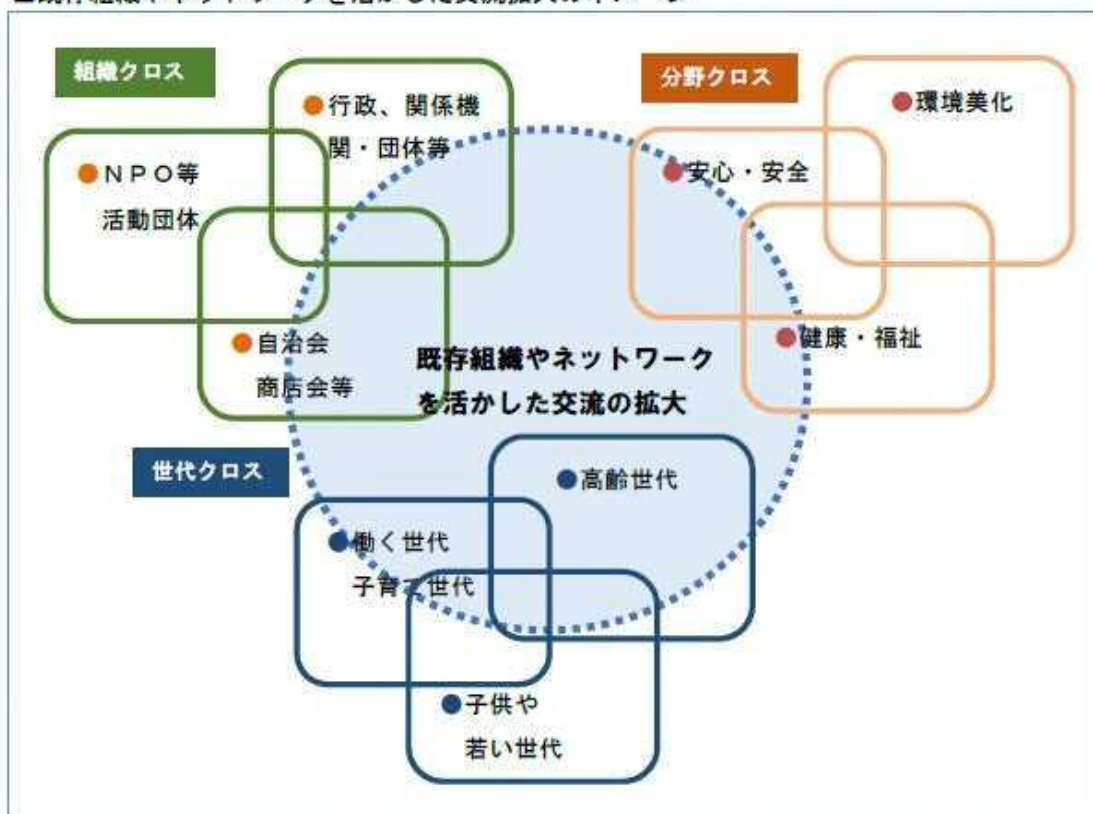 組織クロス
●行政、関係機
関・団体等
●ＮＰＯ等
活動団体
●自治会
商店会等
分野クロス
●環境美化
●安心・安全
●健康・福祉
既存組織やネットワーク
を活かした交流の拡大
世代クロス
●高齢世代
●働く世代
子育て世代
●子供や
若い世代